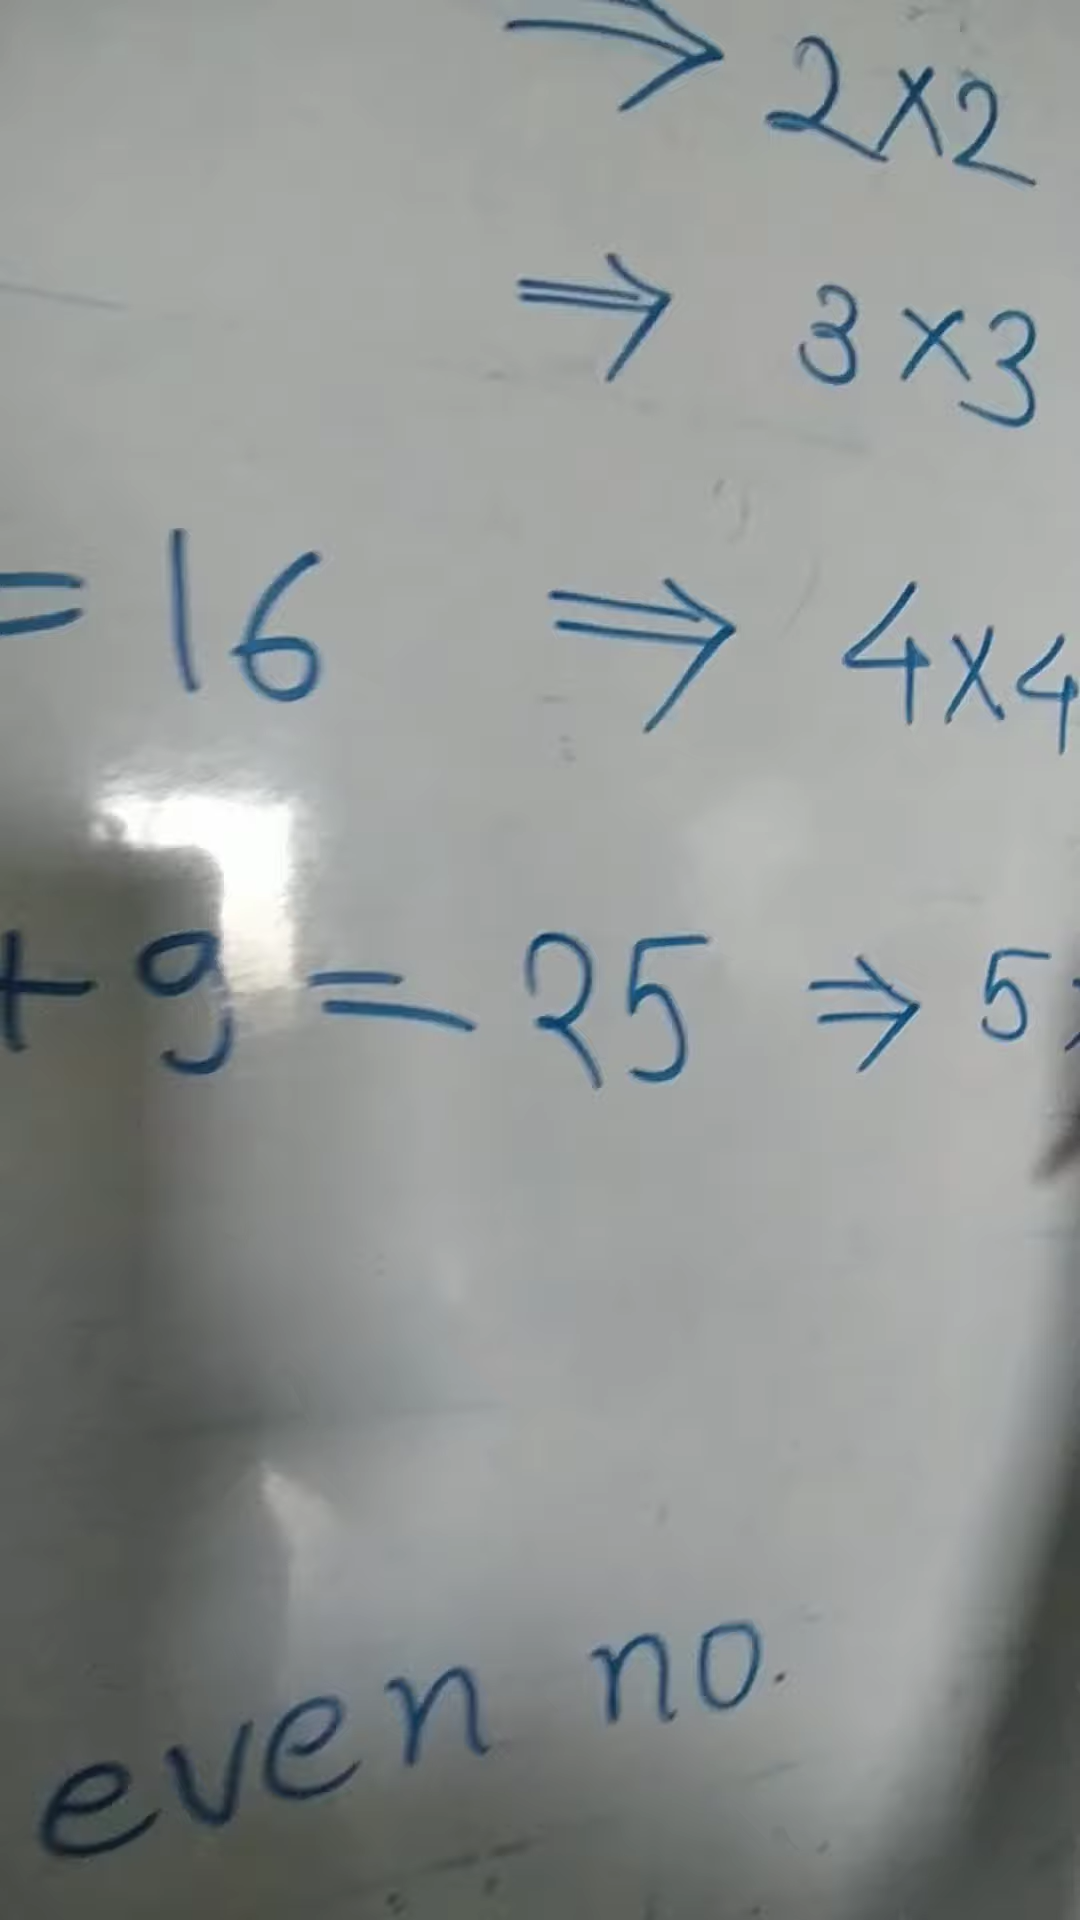 ⇒ 2×2
⇒ 3×3
= 16 ⇒ 4×4
+ 9 = 25 ⇒ 5
even no.